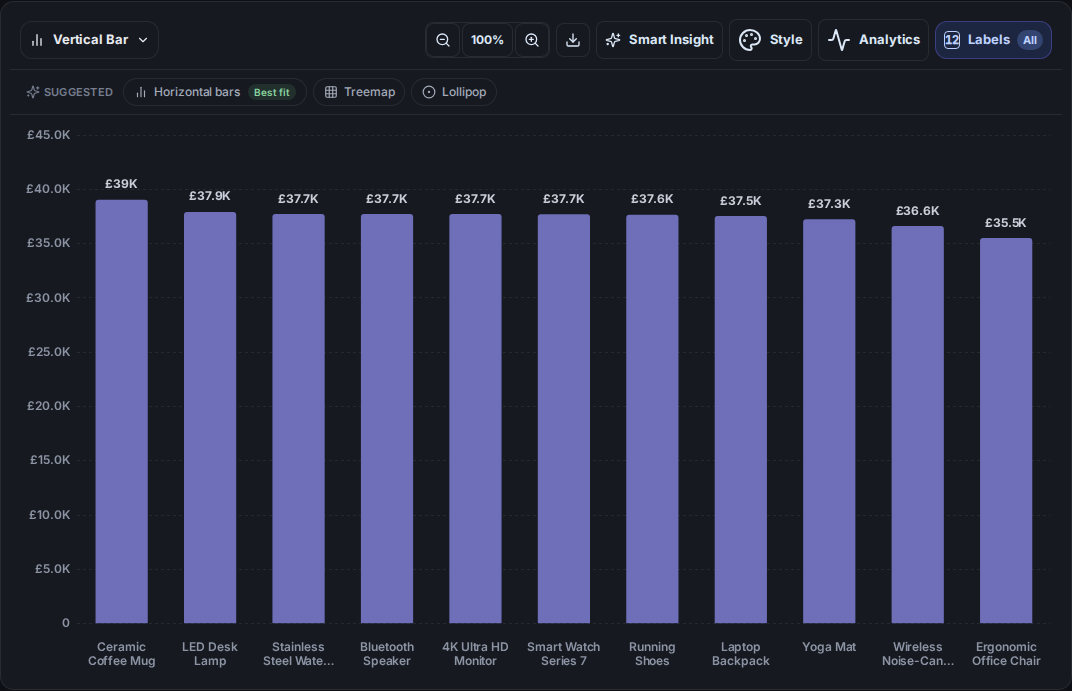 Vertical Bar
100%
Smart Insight
Style
Analytics
12 Labels All
SUGGESTED
Horizontal bars Best fit
Treemap
Lollipop
£45.0K
£40.0K
£35.0K
£30.0K
£25.0K
£20.0K
£15.0K
£10.0K
£5.0K
0
£39K
£37.9K
£37.7K
£37.7K
£37.7K
£37.7K
£37.6K
£37.5K
£37.3K
£36.6K
£35.5K
Ceramic
Coffee Mug
LED Desk
Lamp
Stainless
Steel Wate...
Bluetooth
Speaker
4K Ultra HD
Monitor
Smart Watch
Series 7
Running
Shoes
Laptop
Backpack
Yoga Mat
Wireless
Noise-Can...
Ergonomic
Office Chair